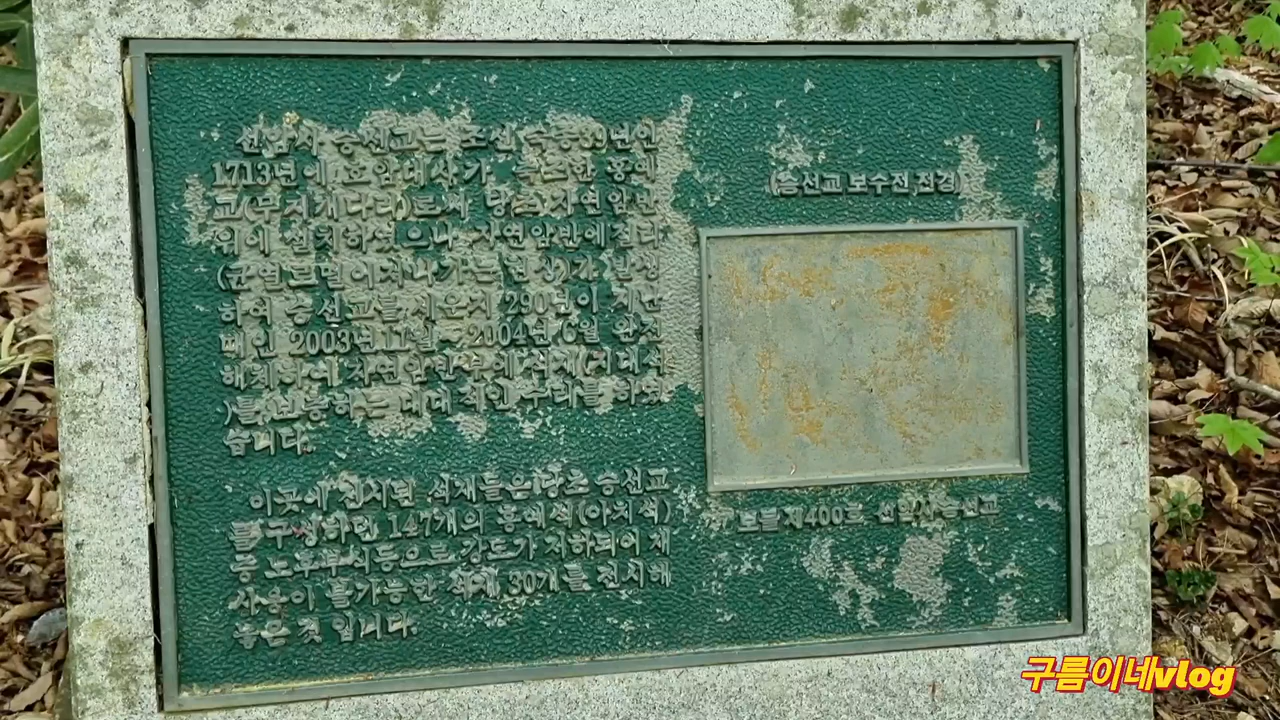 선암사 승선교는 조선 숙종39년인
1713년에 호암대사가 축조한 홍예
교(무지개다리)로써 당초 자연암반
위에 설치하였으나 자연암반에 절리
(균열로 벌어져나가는 현상)가 발생
하여 승선교를 세운지 290년이 지난
때인 2003년11월 ~ 2004년 6월 완전
해체하여 자연암반 석재(지대석
)를 보충하는 대대적인 수리를 하였
습니다.
이곳에 전시된 석재들은 당초 승선교
를 구성하던 147개의 홍예석(아치석)
중 노후부식등으로 강도가 저하되어 재
사용이 불가능한 석재 30개를 전시해
놓은 것 입니다.
(승선교 보수전 전경)
보물 제400호 선암사 승선교
구름이네vlog